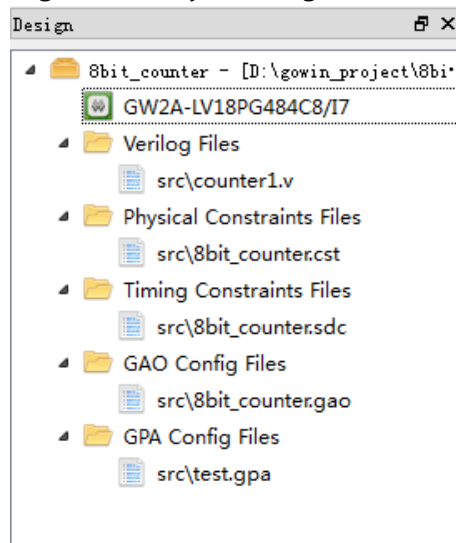 Design
8bit_counter - [D:\gowin_project\8bi
GW2A-LV18PG484C8/I7
Verilog Files
src\counter1.v
Physical Constraints Files
src\8bit_counter.cst
Timing Constraints Files
src\8bit_counter.sdc
GAO Config Files
src\8bit_counter.gao
GPA Config Files
src\test.gpa